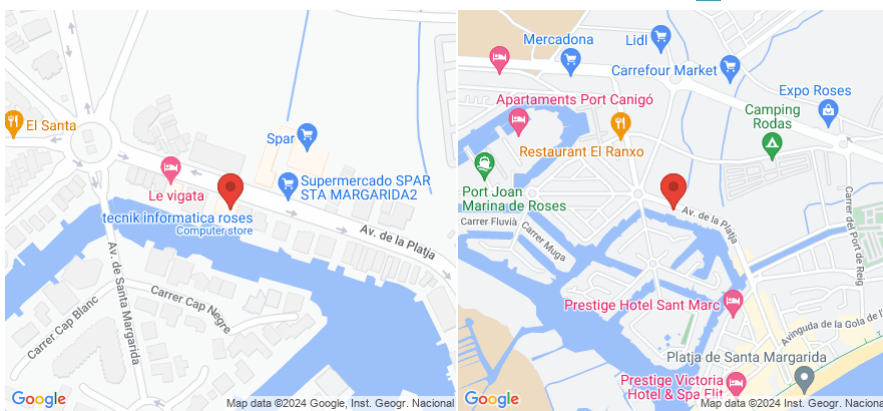 El Santa
Spar
Le vigata
Supermercado SPAR
STA MARGARIDA2
tecnik informatica roses
Computer store
Av. de la Platja
Av. de Santa Margarida
Carrer Cap Blanc
Carrer Cap Negre
Google
Map data ©2024 Google, Inst. Geogr. Nacional
Mercadona
Lidl
Carrefour Market
Apartaments Port Canigó
Expo Roses
Camping
Rodas
Restaurant El Ranxo
Port Joan
Marina de Roses
Carrer Fluvià
Carrer Muga
Av. de la Platja
Carrer del Port de Reig
Prestige Hotel Sant Marc
Avinguda de la Gola de l
Platja de Santa Margarida
Prestige Victoria
Hotel & Spa Elit
Google
Map data ©2024 Inst. Geogr. Nacional